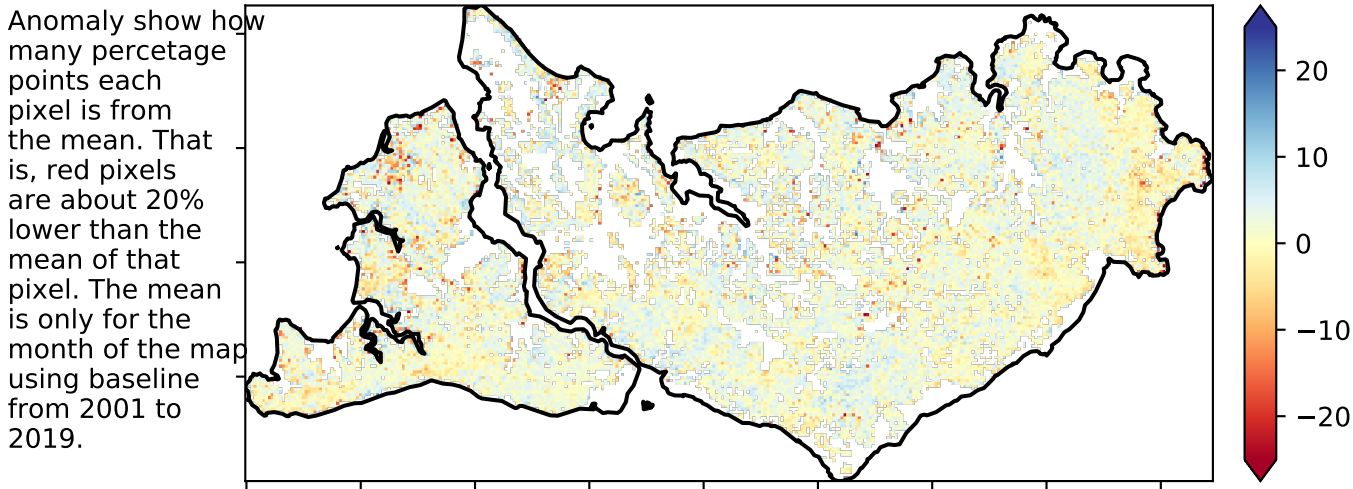 Anomaly show how
many percetage
points each
pixel is from
the mean. That
is, red pixels
are about 20%
lower than the
mean of that
pixel. The mean
is only for the
month of the map
using baseline
from 2001 to
2019.
20
10
0
−10
−20